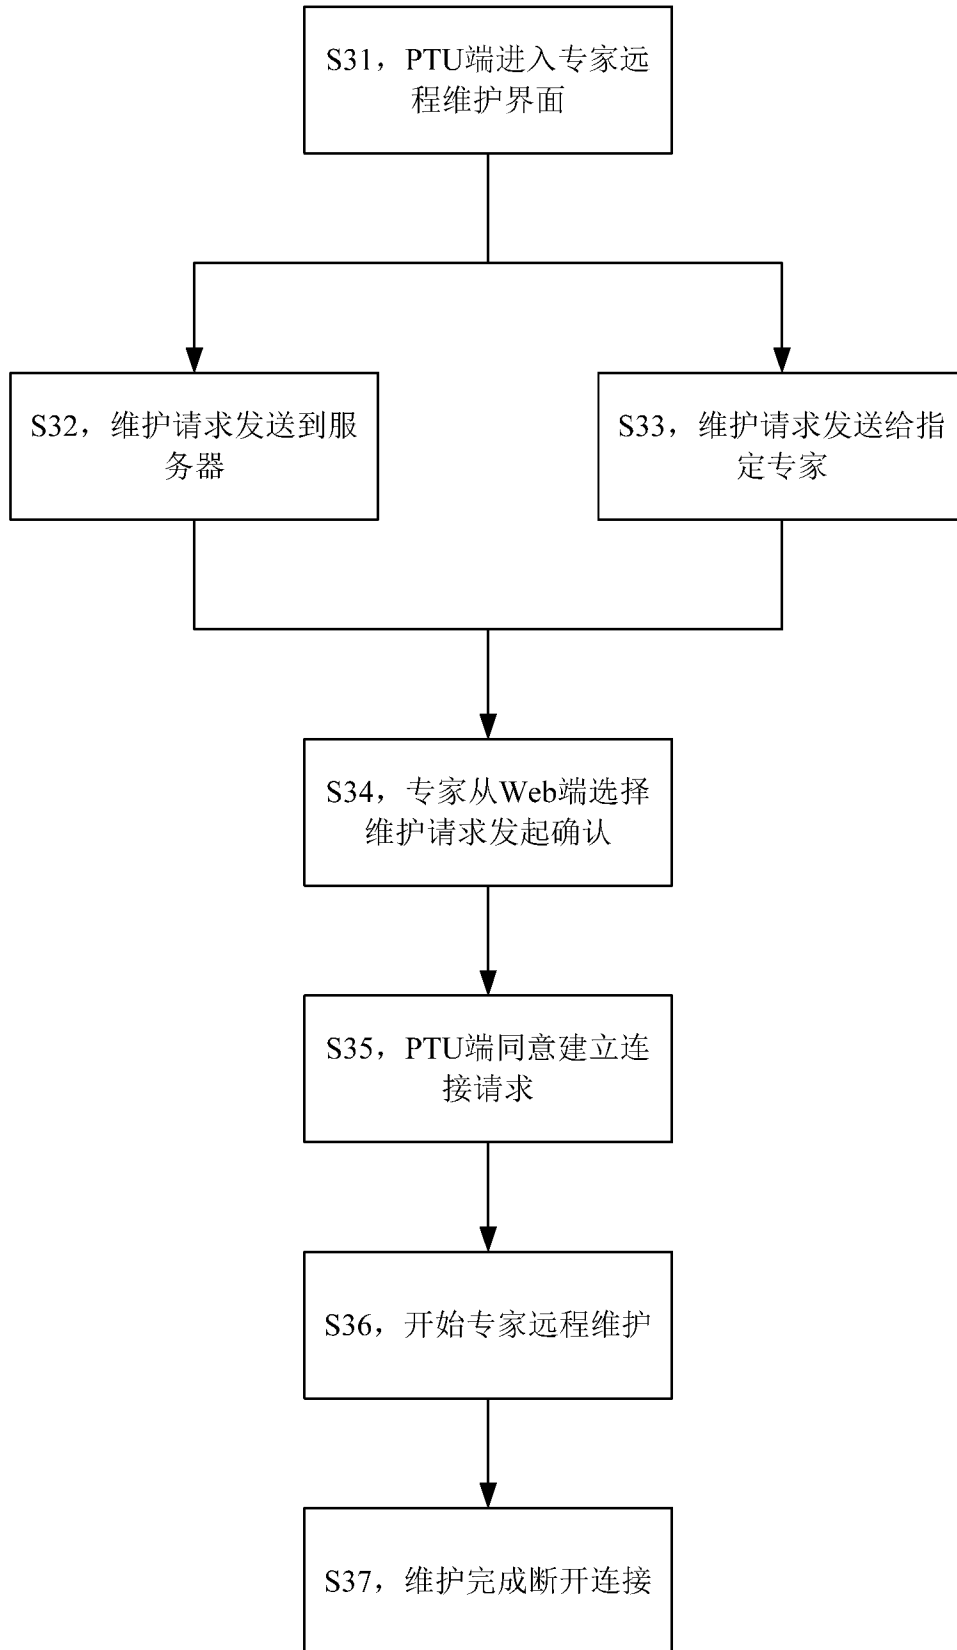 S31，PTU端进入专家远
程维护界面
S32，维护请求发送到服
务器
S33，维护请求发送给指
定专家
S34，专家从Web端选择
维护请求发起确认
S35，PTU端同意建立连
接请求
S36，开始专家远程维护
S37，维护完成断开连接